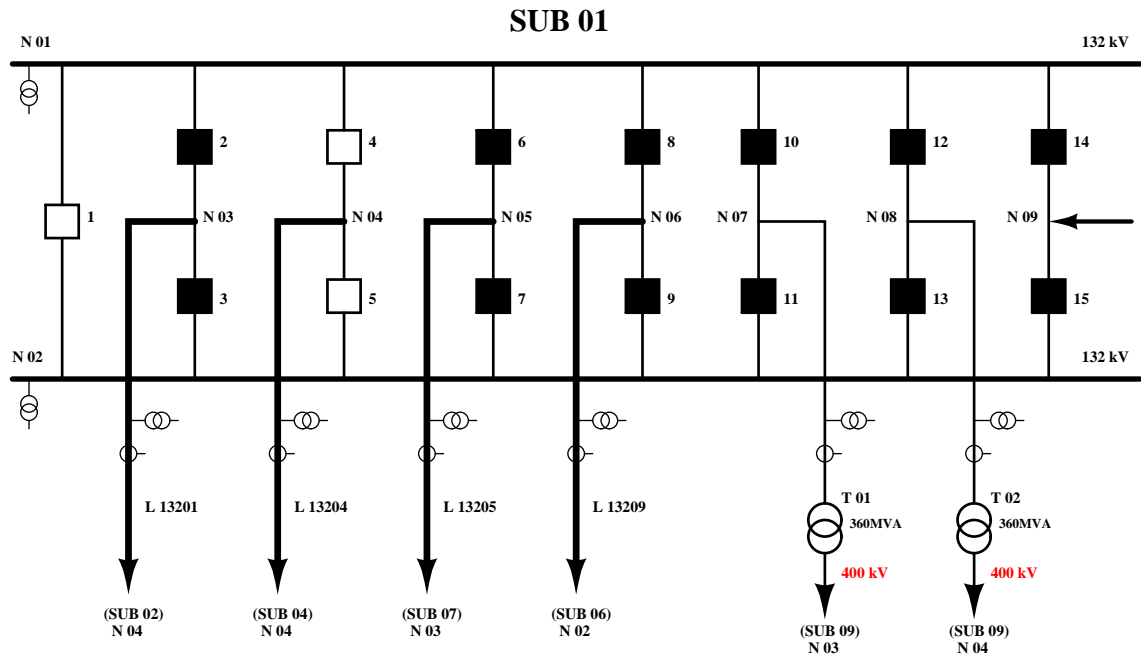 SUB 01
N 01
132 kV
2
4
6
8
10
12
14
1
N 03
N 04
N 05
N 06
N 07
N 08
N 09
3
5
7
9
11
13
15
N 02
132 kV
L 13201
L 13204
L 13205
L 13209
T 01
360MVA
400 kV
T 02
360MVA
400 kV
(SUB 02)
N 04
(SUB 04)
N 04
(SUB 07)
N 03
(SUB 06)
N 02
(SUB 09)
N 03
(SUB 09)
N 04